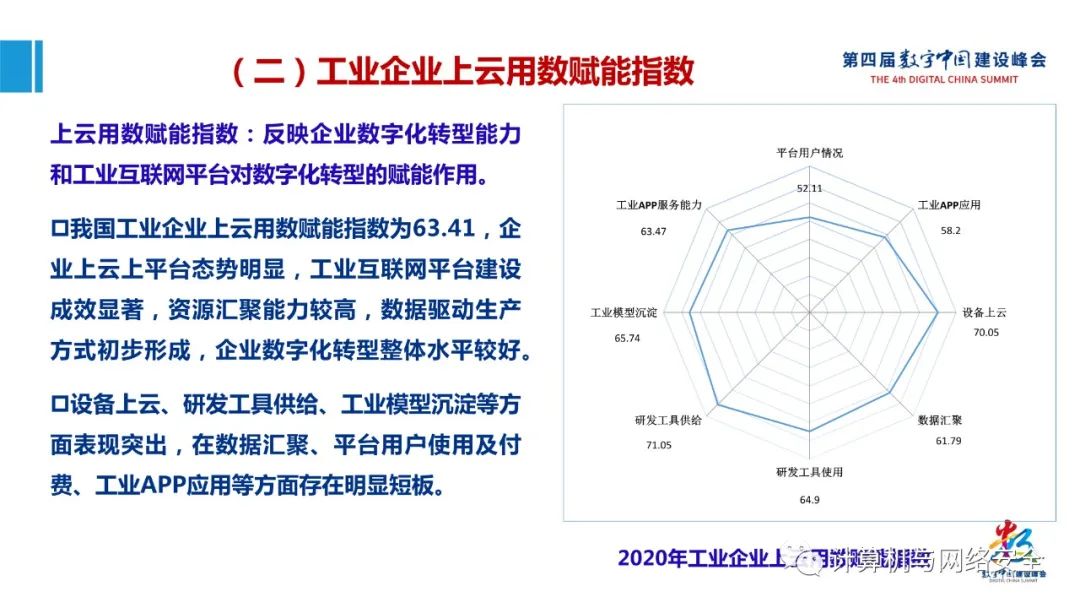 （二）工业企业上云用数赋能指数
第四届数字中国建设峰会
THE 4th DIGITAL CHINA SUMMIT
上云用数赋能指数：反映企业数字化转型能力
和工业互联网平台对数字化转型的赋能作用。
我国工业企业上云用数赋能指数为63.41，企
业上云上平台态势明显，工业互联网平台建设
成效显著，资源汇聚能力较高，数据驱动生产
方式初步形成，企业数字化转型整体水平较好。
设备上云、研发工具供给、工业模型沉淀等方
面表现突出，在数据汇聚、平台用户使用及付
费、工业APP应用等方面存在明显短板。
平台用户情况
52.11
工业APP应用
58.2
设备上云
70.05
数据汇聚
61.79
研发工具使用
64.9
研发工具供给
71.05
工业模型沉淀
65.74
工业APP服务能力
63.47
2020年工业企业上云用数赋能
计算机与网络安全
数字中国建设峰会
DIGITAL CHINA SUMMIT